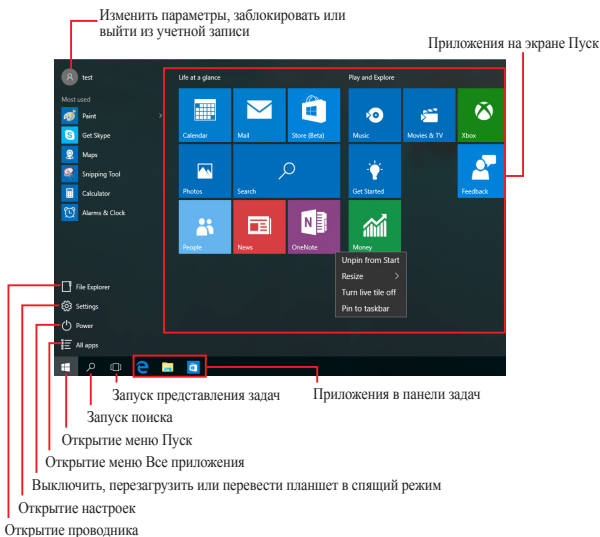 Изменить параметры, заблокировать или
выйти из учетной записи
Приложения на экране Пуск
test
Life at a glance
Play and Explore
Most used
Paint
Get Skype
Maps
Snipping Tool
Calculator
Alarms & Clock
Calendar
Mail
Store (Beta)
Music
Movies & TV
Xbox
Photos
Search
Get Started
Feedback
People
News
OneNote
Money
Unpin from Start
Resize
Turn live tile off
Pin to taskbar
File Explorer
Settings
Power
All apps
Запуск представления задач
Приложения в панели задач
Запуск поиска
Открытие меню Пуск
Открытие меню Все приложения
Выключить, перезагрузить или перевести планшет в спящий режим
Открытие настроек
Открытие проводника